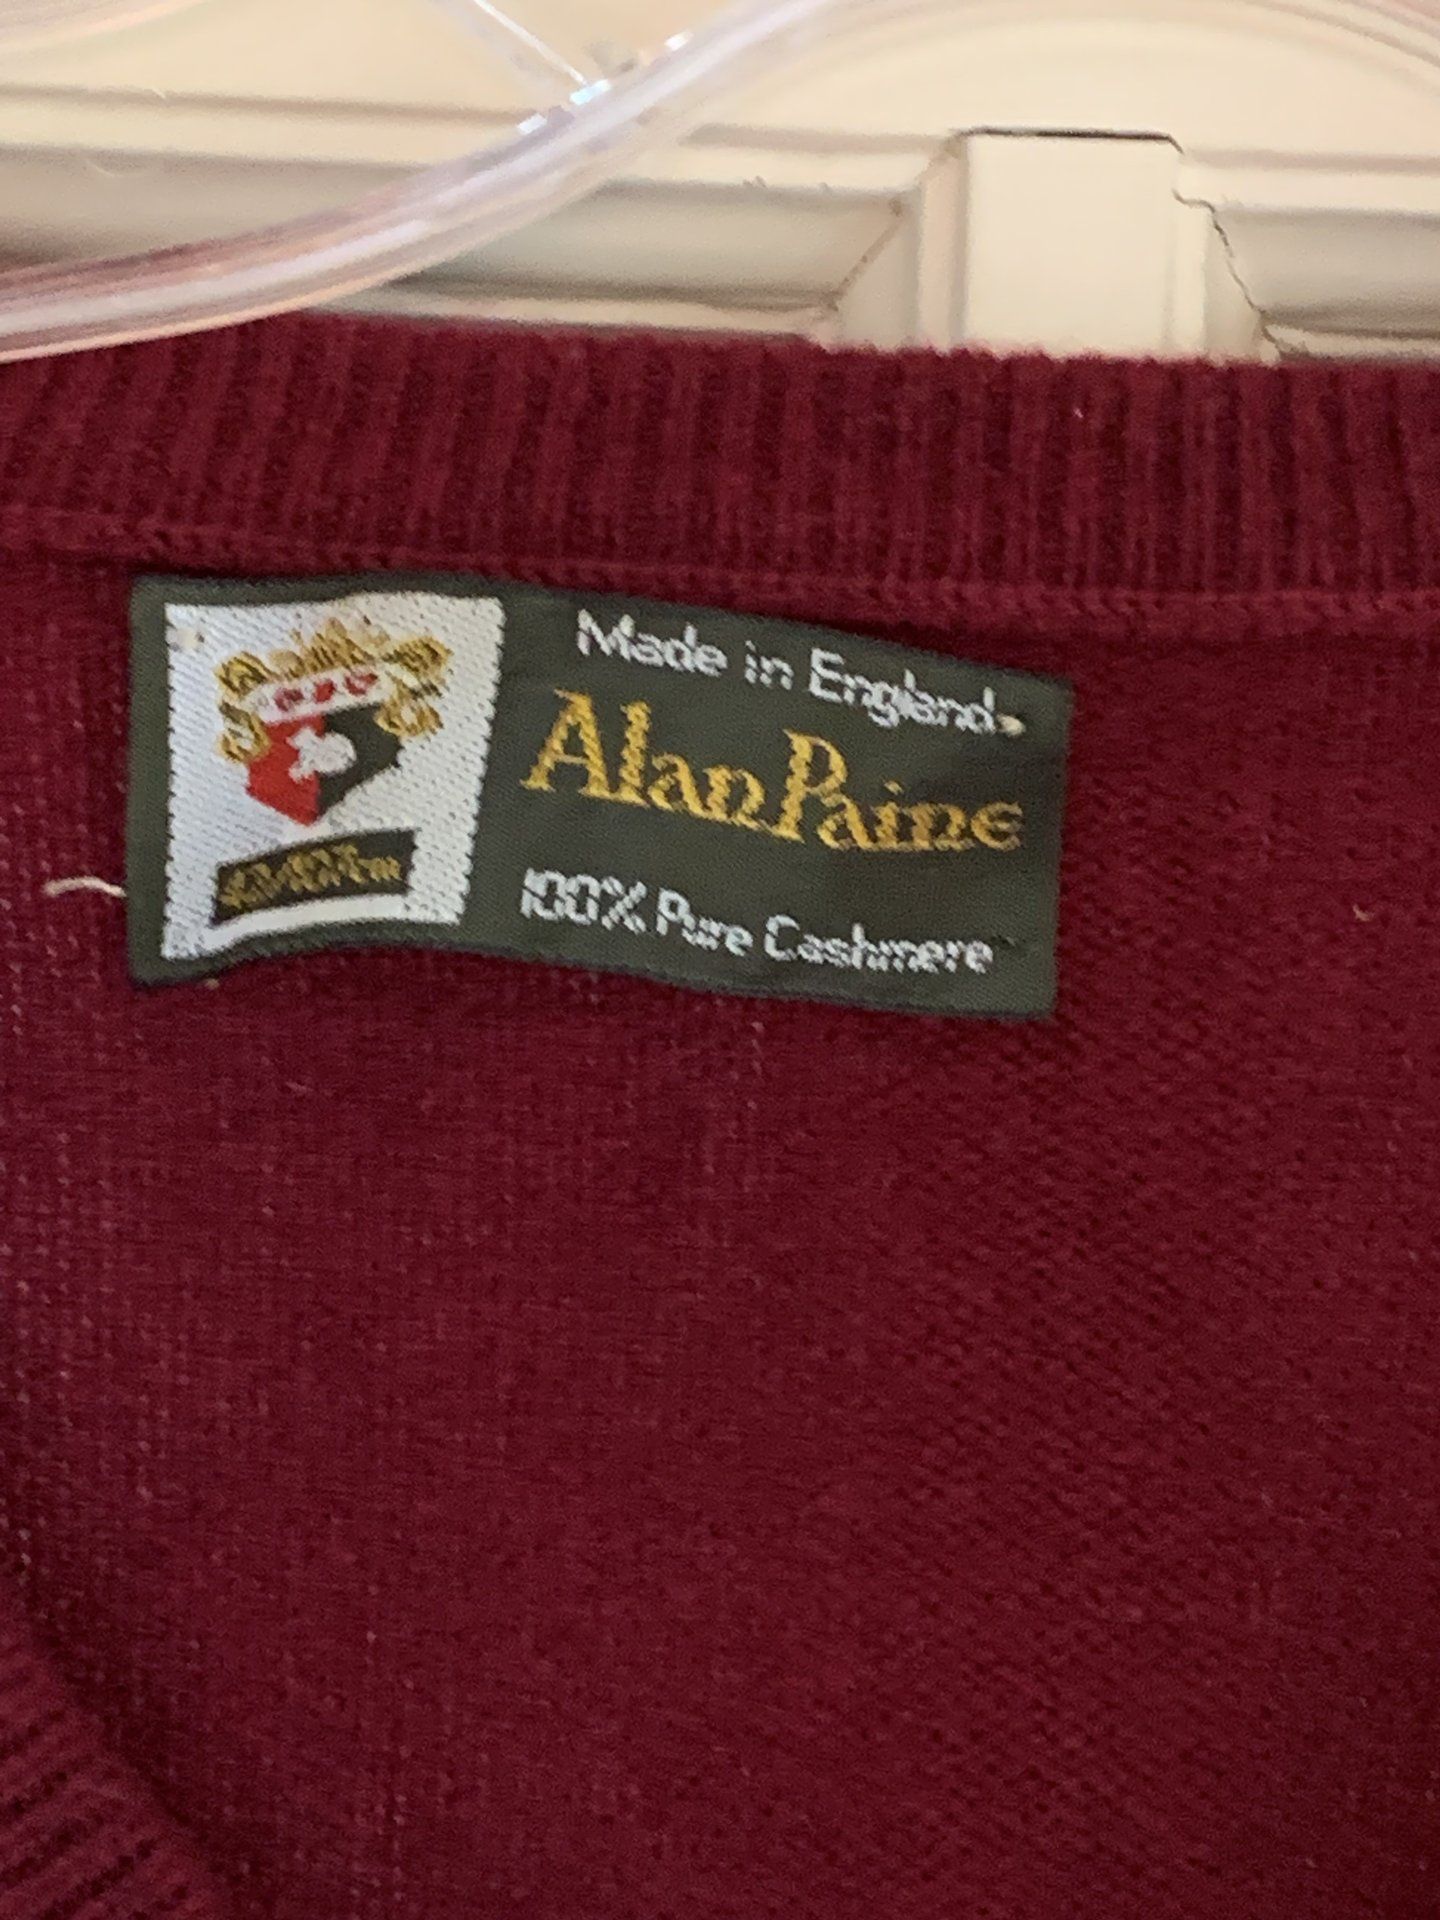 Made in England
Alan Paine
100% Pure Cashmere